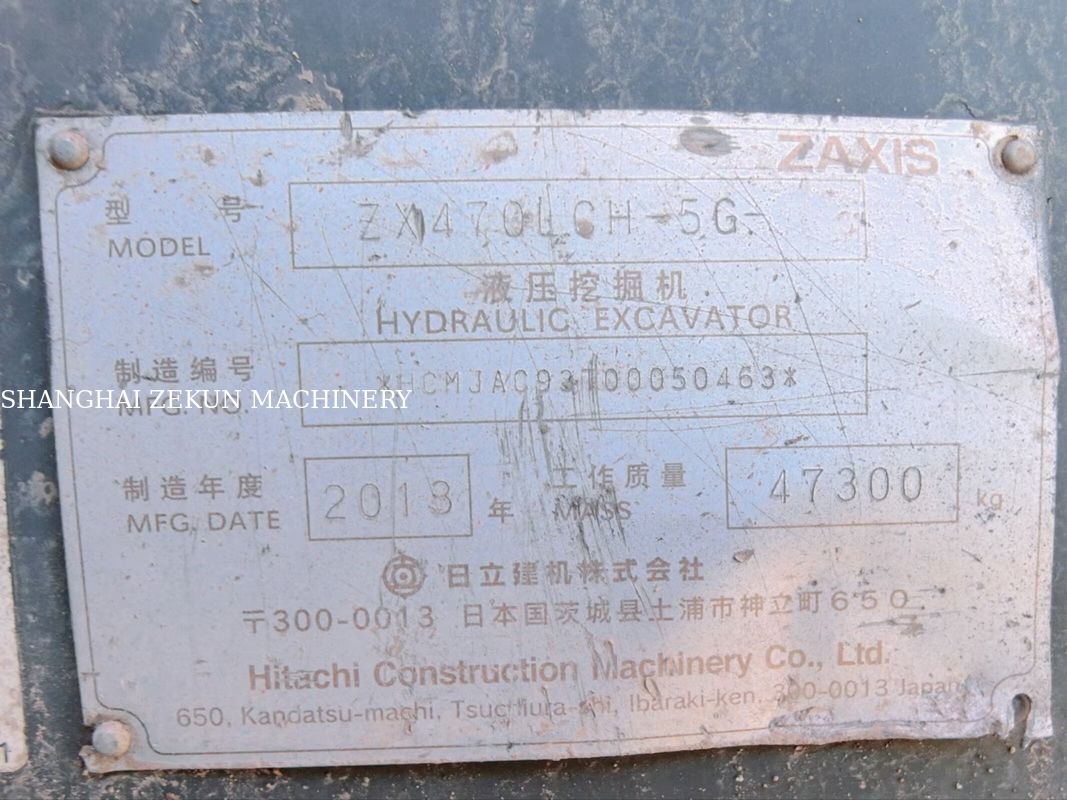 ZAXIS
型 号 ZX470LCH-5G
MODEL
液压挖掘机
HYDRAULIC EXCAVATOR
制造编号 *HCMJAC93T00050463*
SHANGHAI ZEKUN MACHINERY
MFG NO.
制造年度 2013 年 工作质量 47300 kg
MFG, DATE MASS
日立建机株式会社
〒300-0013 日本国茨城县土浦市神立町650
Hitachi Construction Machinery Co., Ltd.
650, Kandatsu-machi, Tsuchiura-shi, Ibaraki-ken, 300-0013 Japan
1